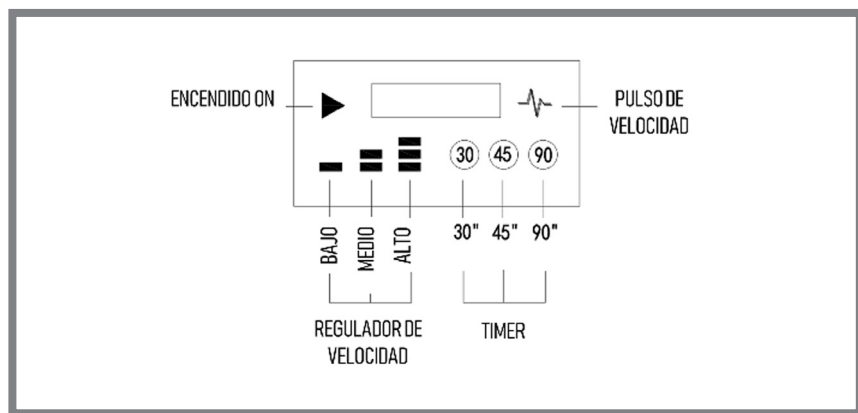 ENCENDIDO ON
PULSO DE
VELOCIDAD
30 45 90
30" 45" 90"
BAJO
MEDIO
ALTO
REGULADOR DE
VELOCIDAD
TIMER